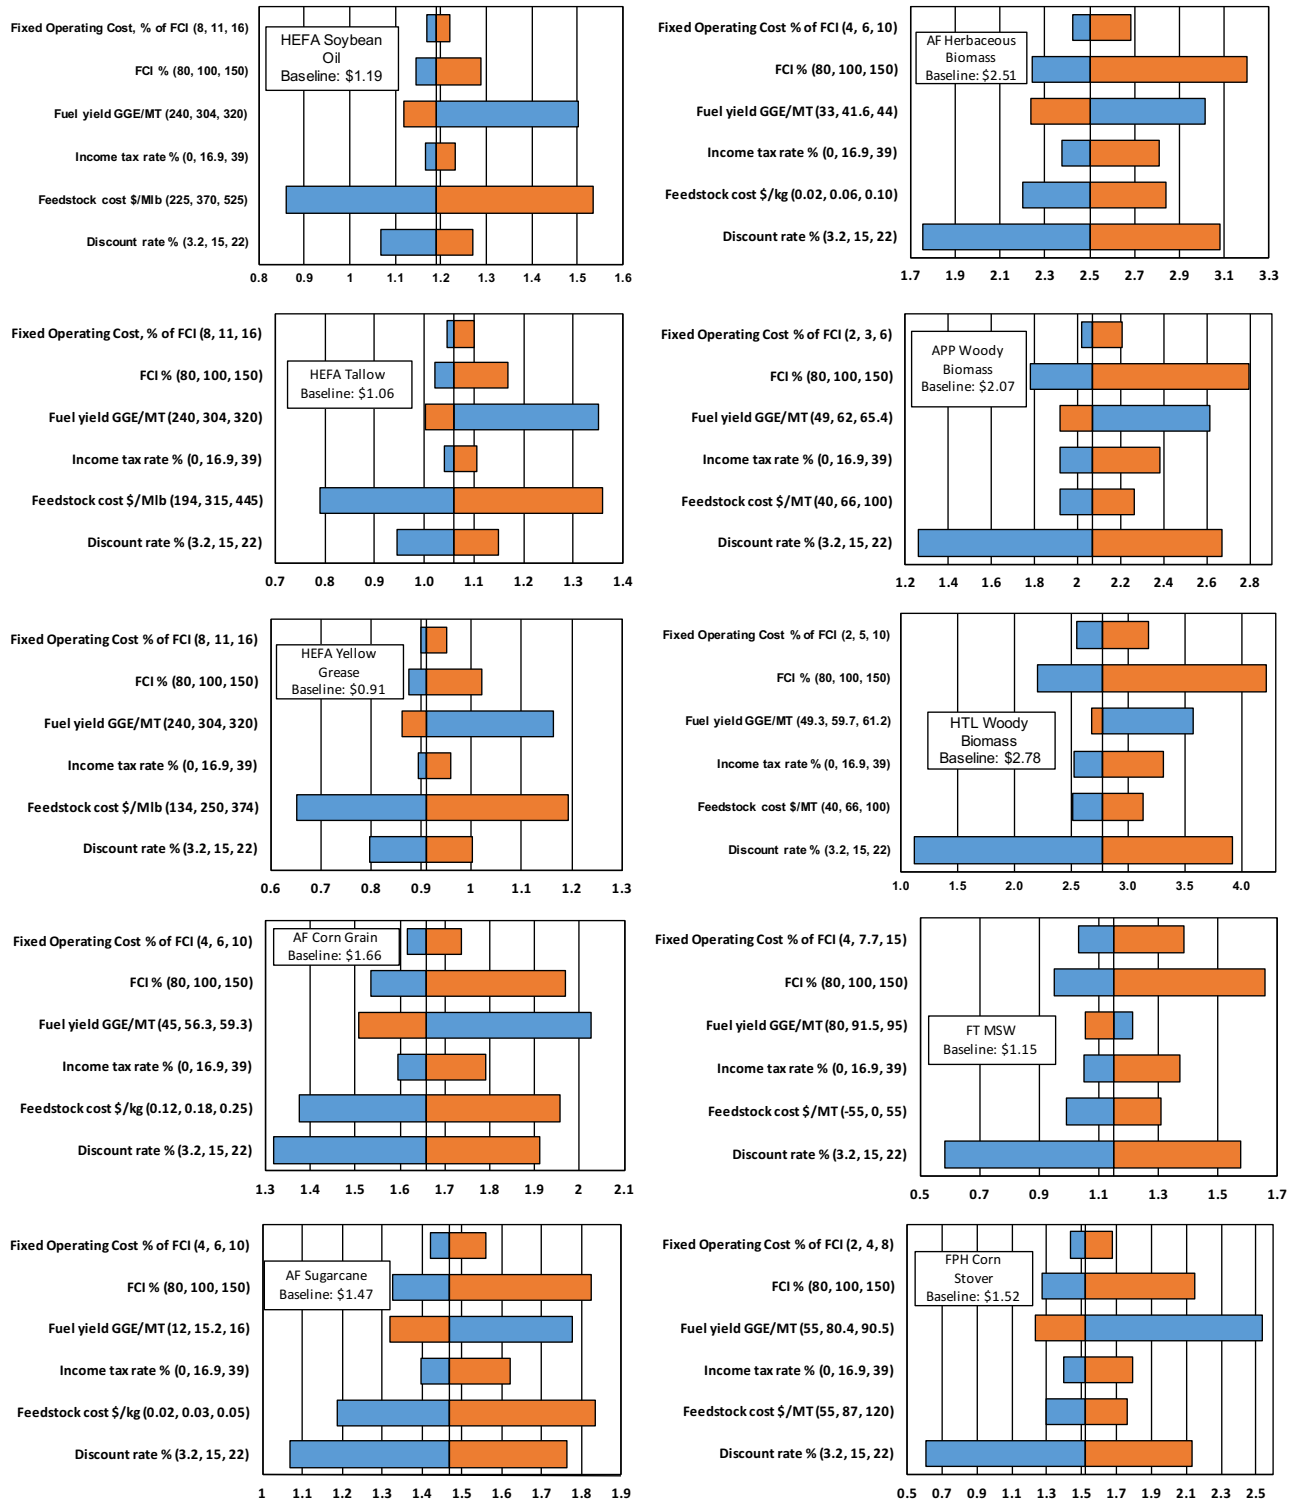 Fixed Operating Cost, % of FCI (8, 11, 16)
FCI % (80, 100, 150)
Fuel yield GGE/MT (240, 304, 320)
Income tax rate % (0, 16.9, 39)
Feedstock cost $/Mlb (225, 370, 525)
Discount rate % (3.2, 15, 22)
HEFA Soybean
Oil
Baseline: $1.19
0.8 0.9 1 1.1 1.2 1.3 1.4 1.5 1.6
Fixed Operating Cost % of FCI (4, 6, 10)
FCI % (80, 100, 150)
Fuel yield GGE/MT (33, 41.6, 44)
Income tax rate % (0, 16.9, 39)
Feedstock cost $/kg (0.02, 0.06, 0.10)
Discount rate % (3.2, 15, 22)
AF Herbaceous
Biomass
Baseline: $2.51
1.7 1.9 2.1 2.3 2.5 2.7 2.9 3.1 3.3
Fixed Operating Cost, % of FCI (8, 11, 16)
FCI % (80, 100, 150)
Fuel yield GGE/MT (240, 304, 320)
Income tax rate % (0, 16.9, 39)
Feedstock cost $/Mlb (194, 315, 445)
Discount rate % (3.2, 15, 22)
HEFA Tallow
Baseline: $1.06
0.7 0.8 0.9 1.0 1.1 1.2 1.3 1.4
Fixed Operating Cost % of FCI (2, 3, 6)
FCI % (80, 100, 150)
Fuel yield GGE/MT (49, 62, 65.4)
Income tax rate % (0, 16.9, 39)
Feedstock cost $/MT (40, 66, 100)
Discount rate % (3.2, 15, 22)
APP Woody
Biomass
Baseline: $2.07
1.2 1.4 1.6 1.8 2 2.2 2.4 2.6 2.8
Fixed Operating Cost % of FCI (8, 11, 16)
FCI % (80, 100, 150)
Fuel yield GGE/MT (240, 304, 320)
Income tax rate % (0, 16.9, 39)
Feedstock cost $/Mlb (134, 250, 374)
Discount rate % (3.2, 15, 22)
HEFA Yellow
Grease
Baseline: $0.91
0.6 0.7 0.8 0.9 1 1.1 1.2 1.3
Fixed Operating Cost % of FCI (2, 5, 10)
FCI % (80, 100, 150)
Fuel yield GGE/MT (49.3, 59.7, 61.2)
Income tax rate % (0, 16.9, 39)
Feedstock cost $/MT (40, 66, 100)
Discount rate % (3.2, 15, 22)
HTL Woody
Biomass
Baseline: $2.78
1.0 1.5 2.0 2.5 3.0 3.5 4.0
Fixed Operating Cost % of FCI (4, 6, 10)
FCI % (80, 100, 150)
Fuel yield GGE/MT (45, 56.3, 59.3)
Income tax rate % (0, 16.9, 39)
Feedstock cost $/kg (0.12, 0.18, 0.25)
Discount rate % (3.2, 15, 22)
AF Corn Grain
Baseline: $1.66
1.3 1.4 1.5 1.6 1.7 1.8 1.9 2 2.1
Fixed Operating Cost % of FCI (4, 7.7, 15)
FCI % (80, 100, 150)
Fuel yield GGE/MT (80, 91.5, 95)
Income tax rate % (0, 16.9, 39)
Feedstock cost $/MT (-55, 0, 55)
Discount rate % (3.2, 15, 22)
FT MSW
Baseline: $1.15
0.5 0.7 0.9 1.1 1.3 1.5 1.7
Fixed Operating Cost % of FCI (4, 6, 10)
FCI % (80, 100, 150)
Fuel yield GGE/MT (12, 15.2, 16)
Income tax rate % (0, 16.9, 39)
Feedstock cost $/kg (0.02, 0.03, 0.05)
Discount rate % (3.2, 15, 22)
AF Sugarcane
Baseline: $1.47
1 1.1 1.2 1.3 1.4 1.5 1.6 1.7 1.8 1.9
Fixed Operating Cost % of FCI (2, 4, 8)
FCI % (80, 100, 150)
Fuel yield GGE/MT (55, 80.4, 90.5)
Income tax rate % (0, 16.9, 39)
Feedstock cost $/MT (55, 87, 120)
Discount rate % (3.2, 15, 22)
FPH Corn
Stover
Baseline: $1.52
0.5 0.7 0.9 1.1 1.3 1.5 1.7 1.9 2.1 2.3 2.5